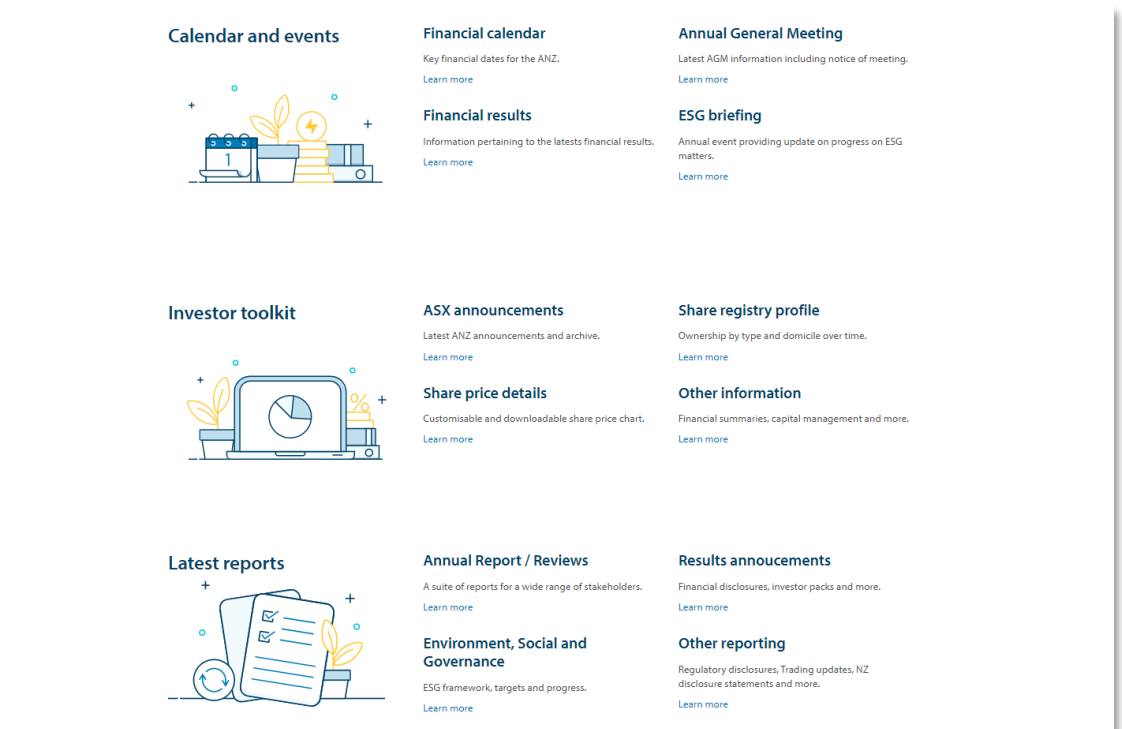 Calendar and events
Financial calendar
Key financial dates for the ANZ.
Learn more
Annual General Meeting
Latest AGM information including notice of meeting.
Learn more
Financial results
Information pertaining to the latests financial results.
Learn more
ESG briefing
Annual event providing update on progress on ESG
matters.
Learn more
1
Investor toolkit
ASX announcements
Latest ANZ announcements and archive.
Learn more
Share registry profile
Ownership by type and domicile over time.
Learn more
Share price details
Customisable and downloadable share price chart.
Learn more
Other information
Financial summaries, capital management and more.
Learn more
%
Latest reports
Annual Report / Reviews
A suite of reports for a wide range of stakeholders.
Learn more
Results annoucements
Financial disclosures, investor packs and more.
Learn more
Environment, Social and
Governance
ESG framework, targets and progress.
Learn more
Other reporting
Regulatory disclosures, Trading updates, NZ
disclosure statements and more.
Learn more